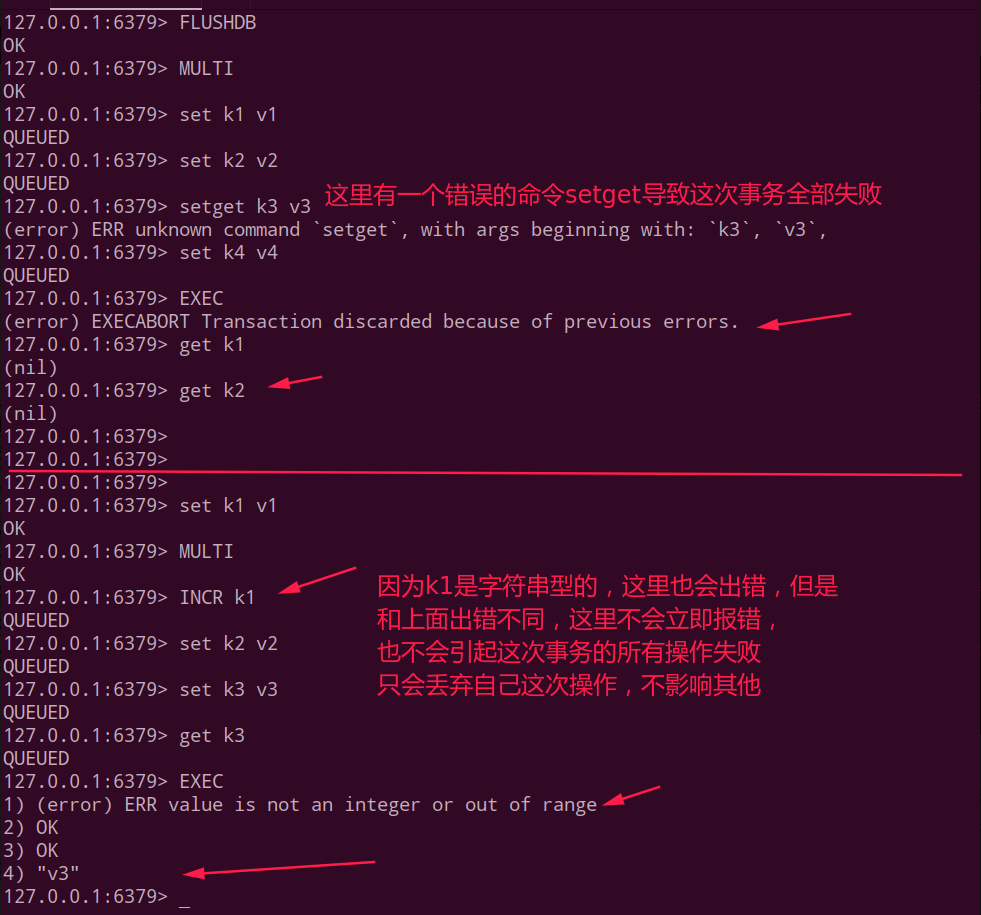 127.0.0.1:6379> FLUSHDB
OK
127.0.0.1:6379> MULTI
OK
127.0.0.1:6379> set k1 v1
QUEUED
127.0.0.1:6379> set k2 v2
QUEUED
127.0.0.1:6379> setget k3 v3 这里有一个错误的命令setget导致这次事务全部失败
(error) ERR unknown command `setget`, with args beginning with: `k3`, `v3`,
127.0.0.1:6379> set k4 v4
QUEUED
127.0.0.1:6379> EXEC
(error) EXECABORT Transaction discarded because of previous errors.
127.0.0.1:6379> get k1
(nil)
127.0.0.1:6379> get k2
(nil)
127.0.0.1:6379>
127.0.0.1:6379>
127.0.0.1:6379>
127.0.0.1:6379> set k1 v1
OK
127.0.0.1:6379> MULTI
OK
127.0.0.1:6379> INCR k1
QUEUED
127.0.0.1:6379> set k2 v2
QUEUED
127.0.0.1:6379> set k3 v3
QUEUED
127.0.0.1:6379> get k3
QUEUED
127.0.0.1:6379> EXEC
1) (error) ERR value is not an integer or out of range
2) OK
3) OK
4) "v3"
127.0.0.1:6379> _
因为k1是字符串型的，这里也会出错，但是
和上面出错不同，这里不会立即报错，
也不会引起这次事务的所有操作失败
只会丢弃自己这次操作，不影响其他